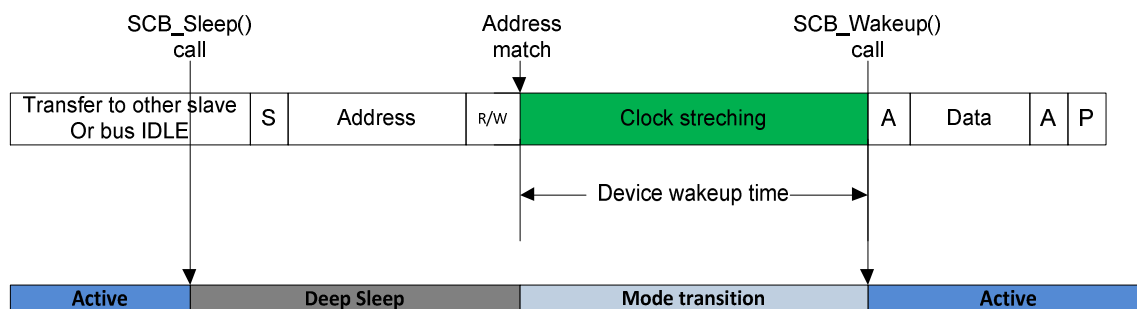 SCB_Sleep()
call
Address
match
SCB_Wakeup()
call
Transfer to other slave
Or bus IDLE
S
Address
R/W
Clock streching
A
Data
A
P
Device wakeup time
Active
Deep Sleep
Mode transition
Active